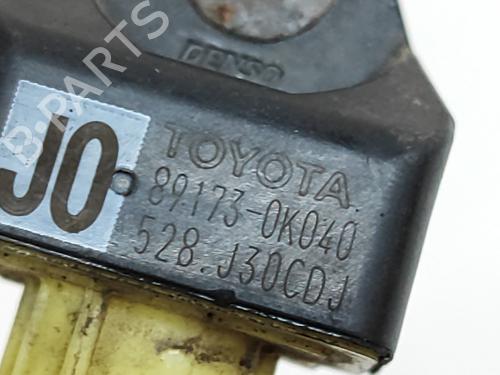 DENSO
JO
TOYOTA
89173-0K040
528.J30CDJ
B-PARTS